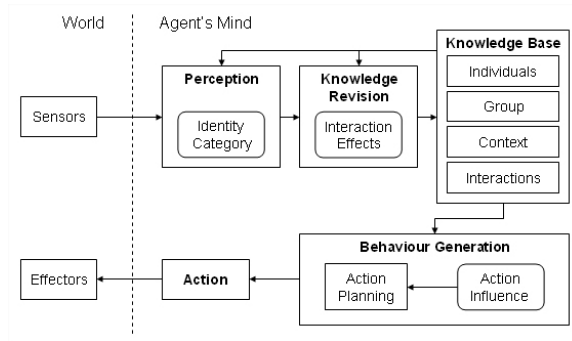 World
Agent's Mind
Knowledge Base
Individuals
Group
Context
Interactions
Perception
Identity
Category
Knowledge
Revision
Interaction
Effects
Sensors
Behaviour Generation
Action
Planning
Action
Influence
Action
Effectors